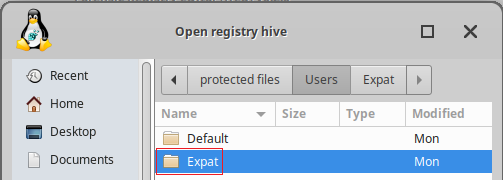 Open registry hive
Recent
Home
Desktop
Documents
protected files Users Expat
Name Size Type Modified
Default Mon
Expat Mon